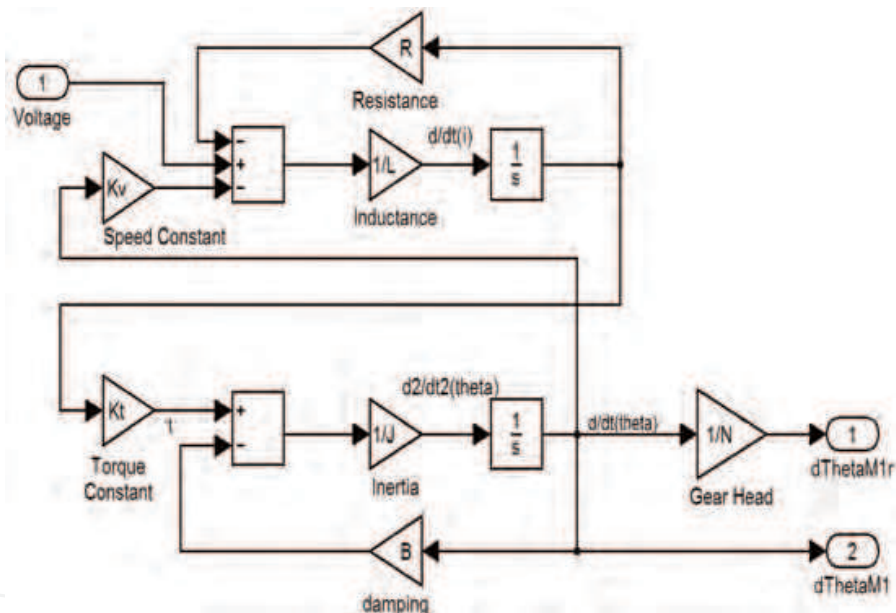 R
Resistance
1
Voltage
−
+
−
1/L
d/dt(i)
1
s
Inductance
Kv
Speed Constant
Kt
Torque
Constant
τ
+
−
1/J
d2/dt2(theta)
1
s
Inertia
d/dt(theta)
1/N
Gear Head
1
dThetaM1r
B
damping
2
dThetaM1